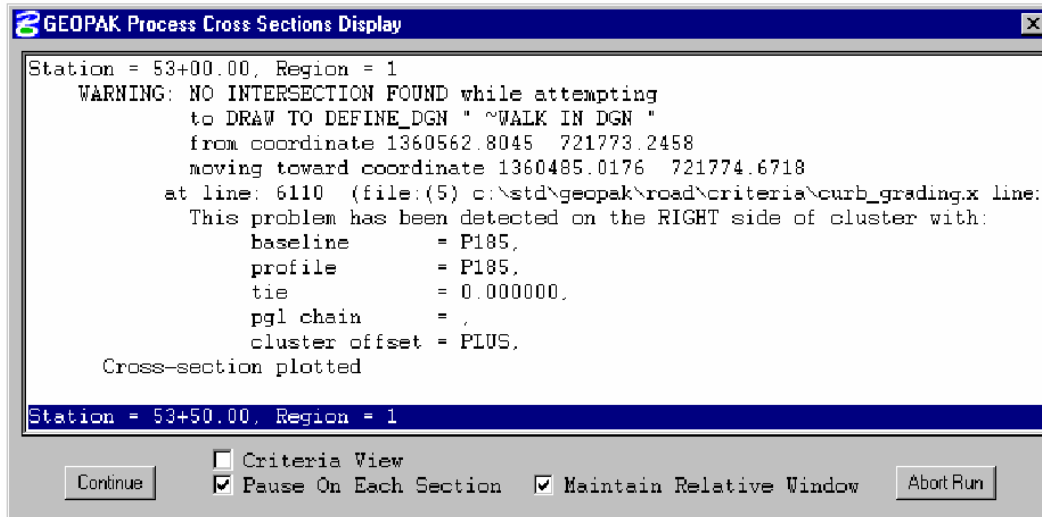 GEOPAK Process Cross Sections Display
Station = 53+00.00, Region = 1
WARNING: NO INTERSECTION FOUND while attempting
to DRAW TO DEFINE_DGN " ~WALK IN DGN "
from coordinate 1360562.8045 721773.2458
moving toward coordinate 1360485.0176 721774.6718
at line: 6110 (file:(5) c:\std\geopak\road\criteria\curb_grading.x line:
This problem has been detected on the RIGHT side of cluster with:
baseline = P185,
profile = P185,
tie = 0.000000,
pgl chain = ,
cluster offset = PLUS,
Cross-section plotted
Station = 53+50.00, Region = 1
Criteria View
Continue Pause On Each Section Maintain Relative Window Abort Run